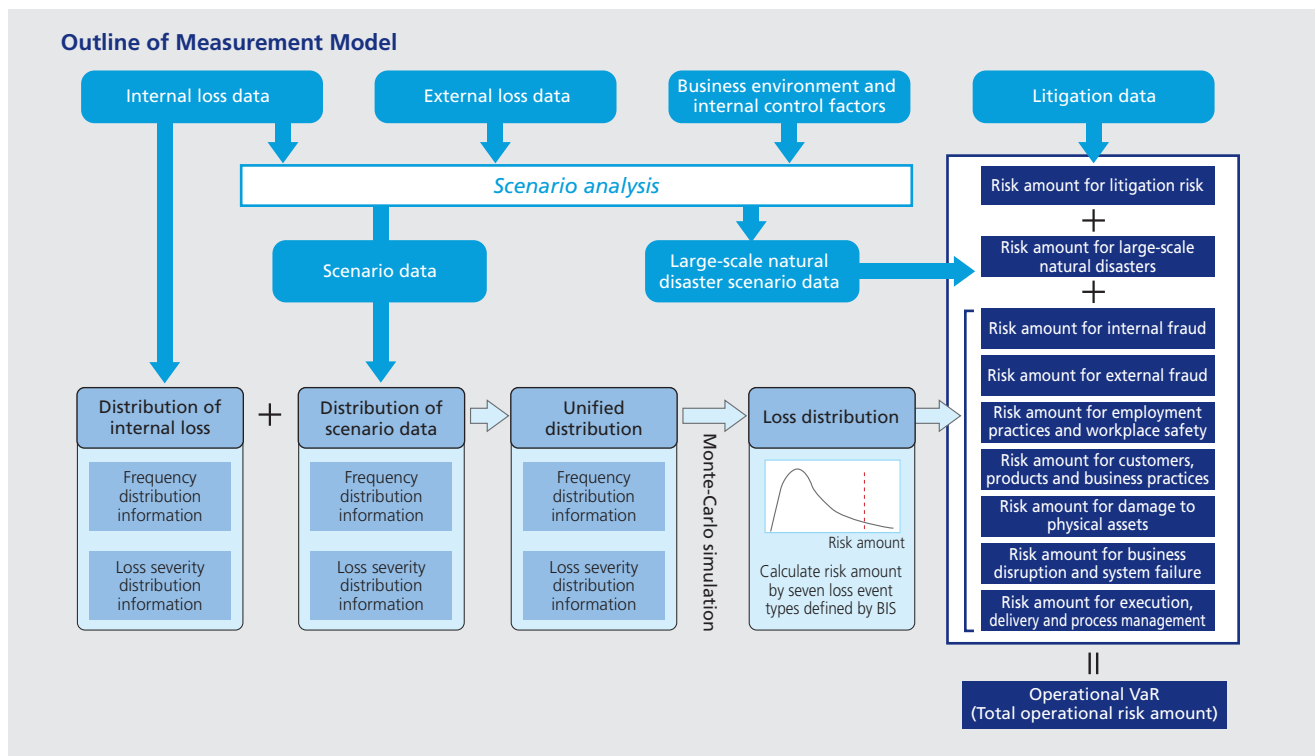 Outline of Measurement Model
Internal loss data
External loss data
Business environment and
internal control factors
Litigation data
Scenario analysis
Scenario data
Large-scale natural
disaster scenario data
Risk amount for litigation risk
+
Risk amount for large-scale
natural disasters
+
Risk amount for internal fraud
Risk amount for external fraud
Risk amount for employment
practices and workplace safety
Risk amount for customers,
products and business practices
Risk amount for damage to
physical assets
Risk amount for business
disruption and system failure
Risk amount for execution,
delivery and process management
Distribution of
internal loss
Frequency
distribution
information
Loss severity
distribution
information
+
Distribution of
scenario data
Frequency
distribution
information
Loss severity
distribution
information
Unified
distribution
Frequency
distribution
information
Loss severity
distribution
information
Monte-Carlo simulation
Loss distribution
Risk amount
Calculate risk amount
by seven loss event
types defined by BIS
=
Operational VaR
(Total operational risk amount)